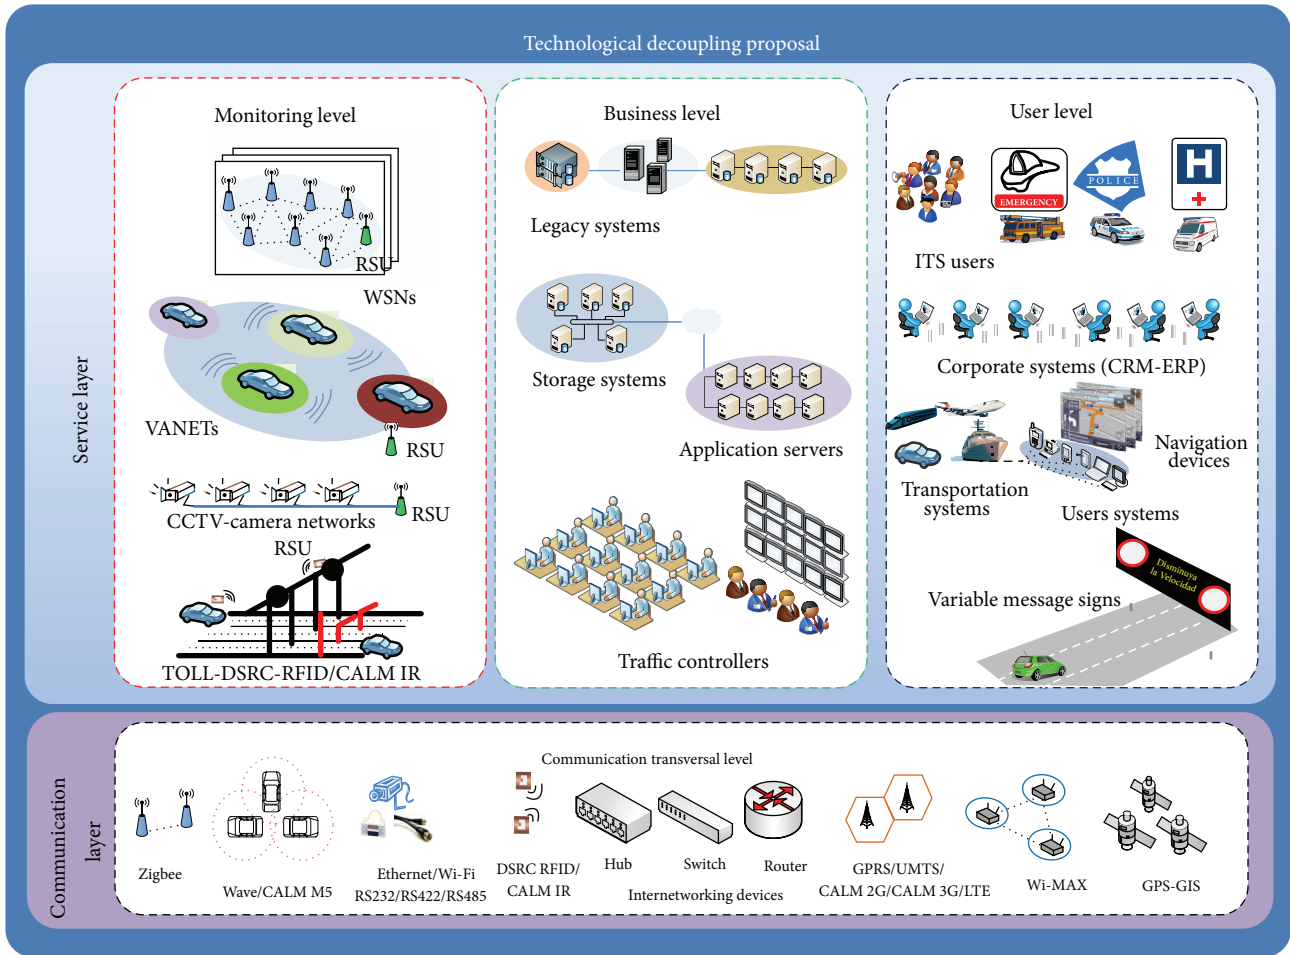 Technological decoupling proposal
Service layer
Monitoring level
RSU
WSNs
VANETs
RSU
CCTV-camera networks
RSU
RSU
TOLL-DSRC-RFID/CALM IR
Business level
Legacy systems
Storage systems
Application servers
Traffic controllers
User level
EMERGENCY
POLICE
H
ITS users
Corporate systems (CRM-ERP)
Navigation
devices
Transportation
systems
Users systems
Disminuya
la Velocidad
Variable message signs
Communication
layer
Communication transversal level
Zigbee
Wave/CALM M5
Ethernet/Wi-Fi
RS232/RS422/RS485
DSRC RFID/
CALM IR
Hub
Switch
Router
Internetworking devices
GPRS/UMTS/
CALM 2G/CALM 3G/LTE
Wi-MAX
GPS-GIS